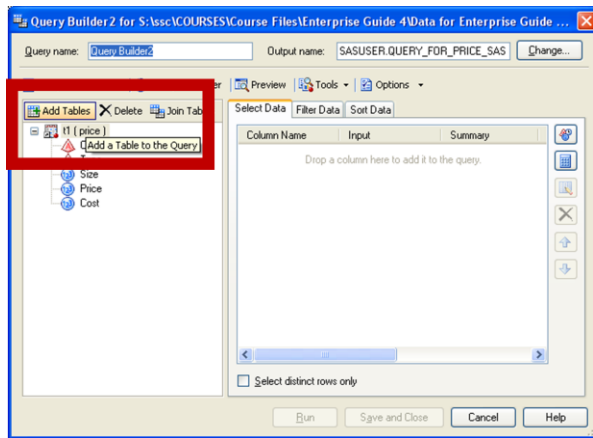 Query Builder2 for S:\ssc\COURSES\Course Files\Enterprise Guide 4\Data for Enterprise Guide ...
Query name: Query Builder2 Output name: SASUSER.QUERY_FOR_PRICE_SAS Change...
Preview Tools Options
Add Tables Delete Join Tab Select Data Filter Data Sort Data
t1 ( price ) Column Name Input Summary
Add a Table to the Query
Drop a column here to add it to the query.
Size
Price
Cost
Select distinct rows only
Run Save and Close Cancel Help